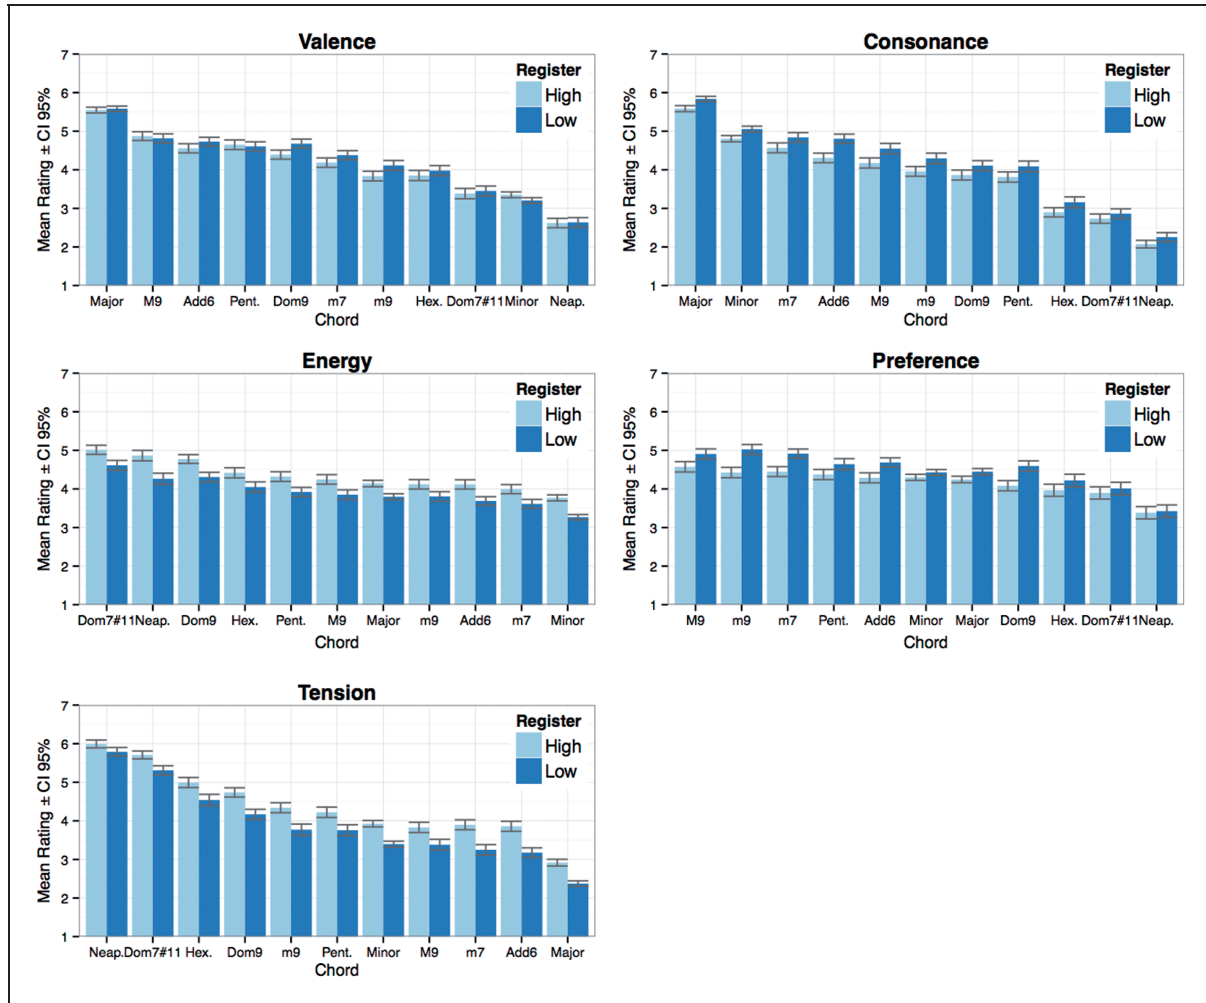 Valence
Mean Rating ± CI 95%
7
6
5
4
3
2
1
Register
High
Low
Major M9 Add6 Pent. Dom9 m7 m9 Hex. Dom7#11 Minor Neap.
Chord
Consonance
Mean Rating ± CI 95%
7
6
5
4
3
2
1
Register
High
Low
Major Minor m7 Add6 M9 m9 Dom9 Pent. Hex. Dom7#11 Neap.
Chord
Energy
Mean Rating ± CI 95%
7
6
5
4
3
2
1
Register
High
Low
Dom7#11 Neap. Dom9 Hex. Pent. M9 Major m9 Add6 m7 Minor
Chord
Preference
Mean Rating ± CI 95%
7
6
5
4
3
2
1
Register
High
Low
M9 m9 m7 Pent. Add6 Minor Major Dom9 Hex. Dom7#11 Neap.
Chord
Tension
Mean Rating ± CI 95%
7
6
5
4
3
2
1
Register
High
Low
Neap. Dom7#11 Hex. Dom9 m9 Pent. Minor M9 m7 Add6 Major
Chord